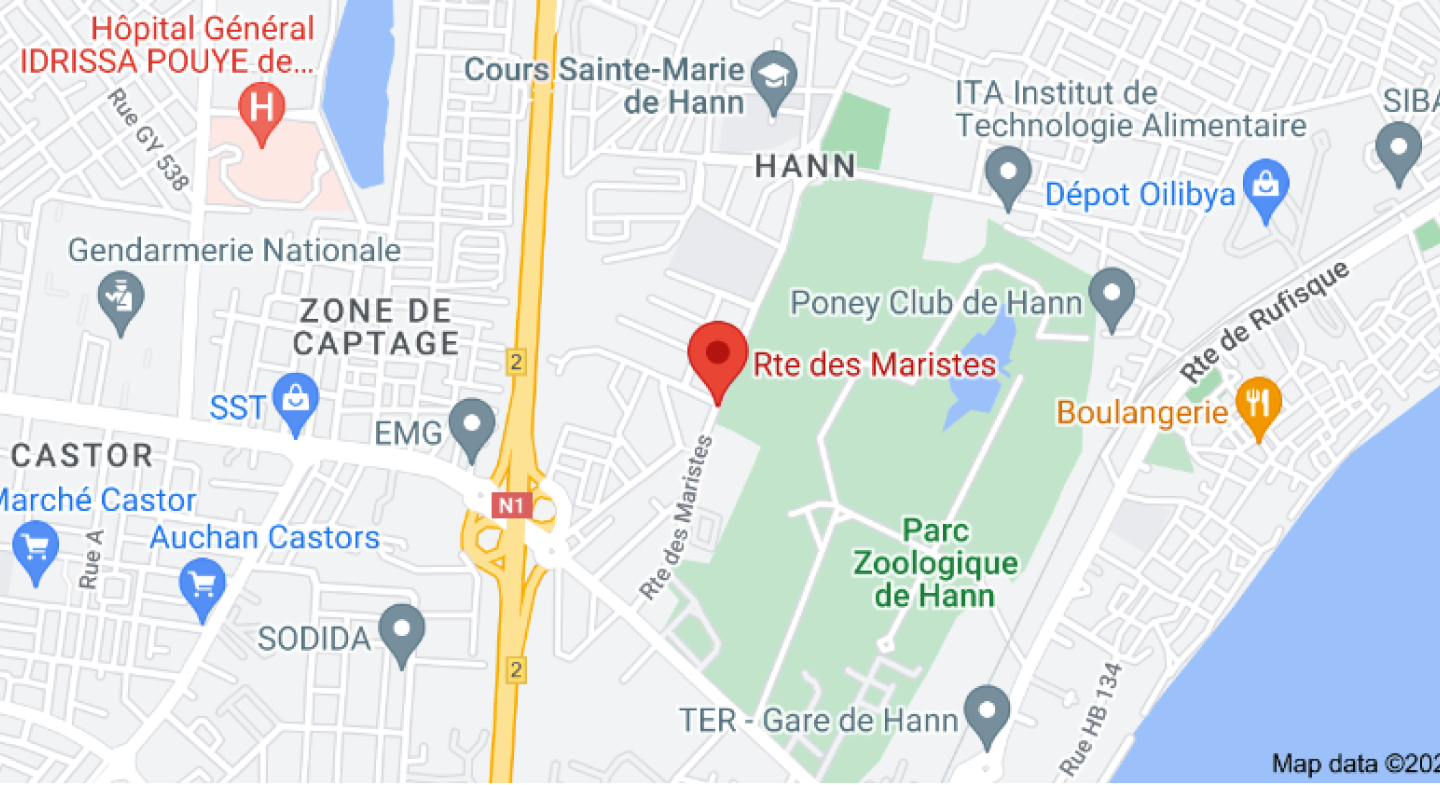 Hôpital Général
IDRISSA POUYE de...
Rue GY 538
Cours Sainte-Marie
de Hann
ITA Institut de
Technologie Alimentaire
SIBA
HANN
Dépot Oilibya
Gendarmerie Nationale
ZONE DE
CAPTAGE
Poney Club de Hann
Rte de Rufisque
2
Rte des Maristes
SST
EMG
Boulangerie
CASTOR
Marché Castor
N1
Rte des Maristes
Auchan Castors
Rue A
Parc
Zoologique
de Hann
SODIDA
2
TER - Gare de Hann
Rue HB 134
Map data ©202